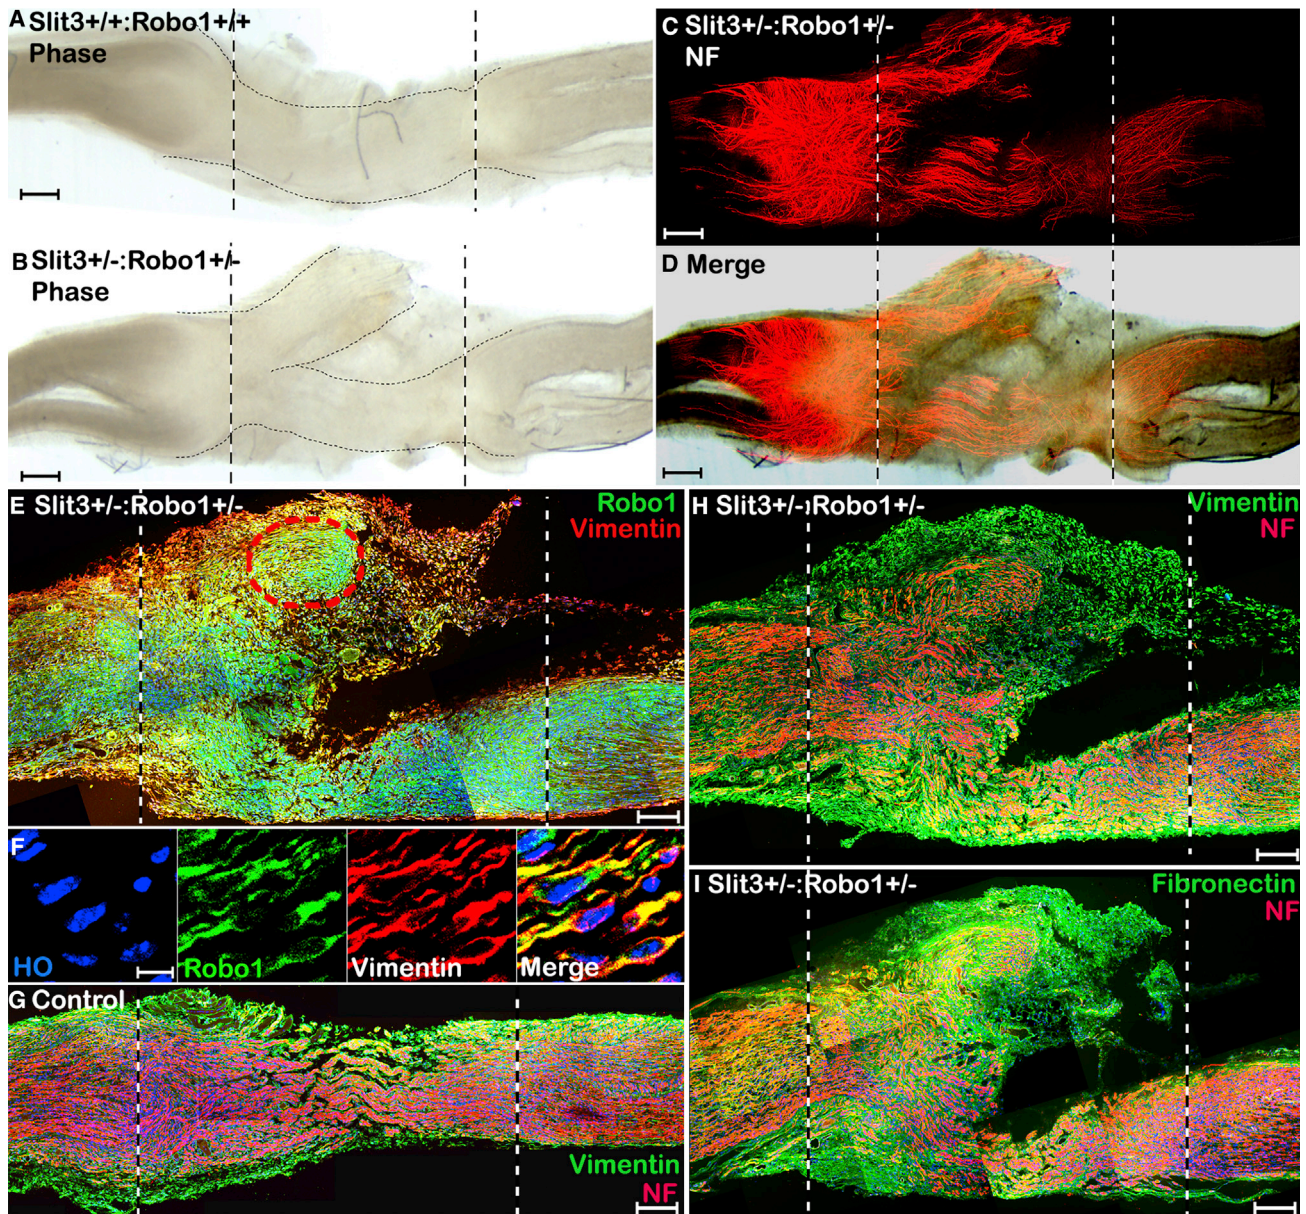 A Slit3+/+:Robo1+/+
Phase
B Slit3+/-:Robo1+/-
Phase
C Slit3+/-:Robo1+/-
NF
D Merge
E Slit3+/-:Robo1+/-
Robo1
Vimentin
F
HO
Robo1
Vimentin
Merge
G Control
Vimentin
NF
H Slit3+/-:Robo1+/-
Vimentin
NF
I Slit3+/-:Robo1+/-
Fibronectin
NF